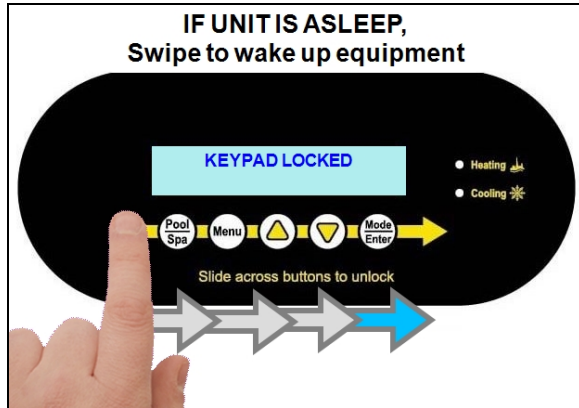 IF UNIT IS ASLEEP,
Swipe to wake up equipment
KEYPAD LOCKED
Heating
Cooling
Pool
Spa
Menu
Mode
Enter
Slide across buttons to unlock